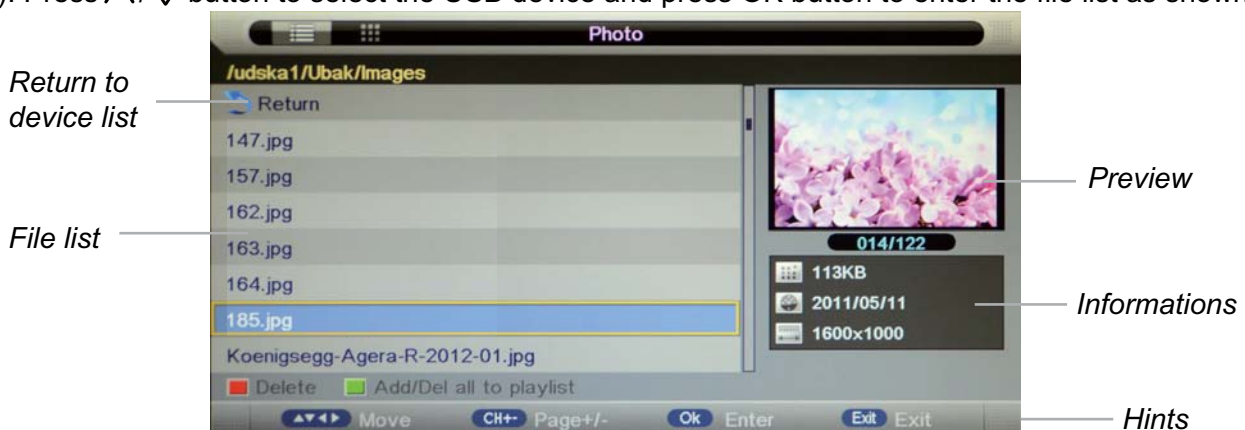 ). Press ∧/∨ button to select the USB device and press OK button to enter the file list as shown
Photo
/udska1/Ubak/Images
Return to
device list
Return
147.jpg
157.jpg
162.jpg
163.jpg
164.jpg
185.jpg
Koenigsegg-Agera-R-2012-01.jpg
File list
Preview
014/122
113KB
2011/05/11
1600x1000
Informations
Delete Add/Del all to playlist
▲▼◄► Move CH+- Page+/- Ok Enter Exit Exit
Hints